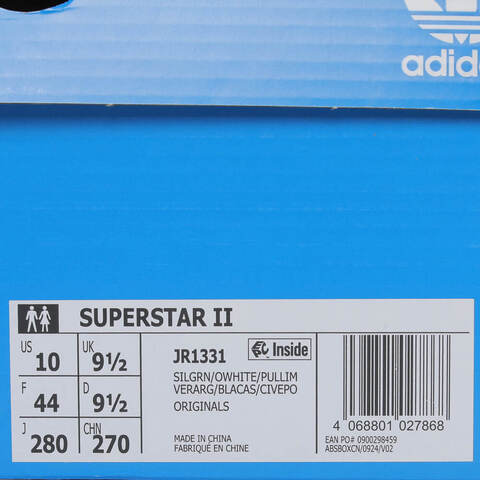 adidas
SUPERSTAR II
US 10 UK 9½
F 44 D 9½
J 280 CHN 270
JR1331 Inside
SILGRN/OWHITE/PULLIM
VERARG/BLACAS/CIVEPO
ORIGINALS
MADE IN CHINA
FABRIQUÉ EN CHINE
4 068801 027868
EAN PO# 0900298459
ABSBOXCN/0924/V02